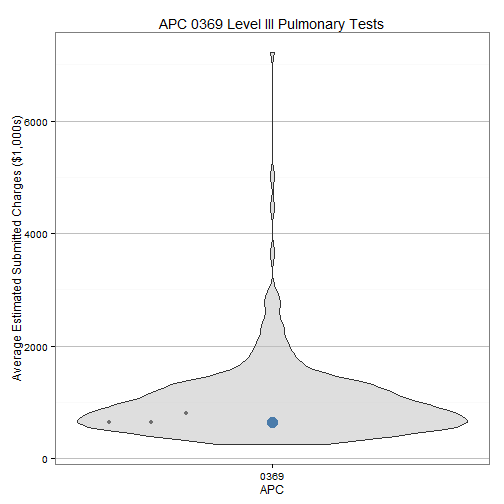 APC 0369 Level III Pulmonary Tests
Average Estimated Submitted Charges ($1,000s)
6000
4000
2000
0
0369
APC